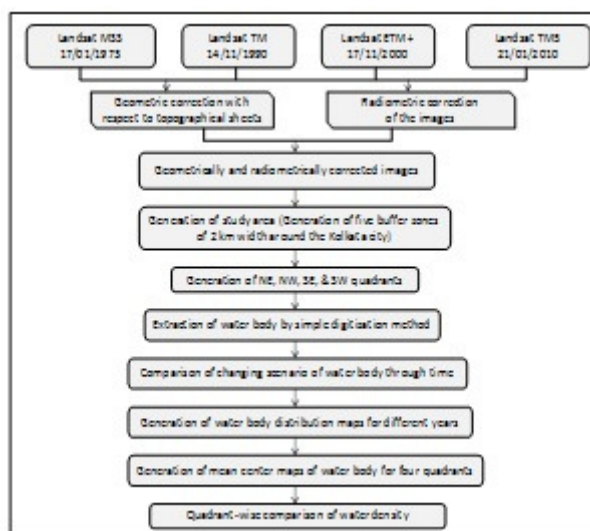 Landsat MSS
17/01/1973
Landsat TM
14/11/1990
Landsat ETM+
17/11/2000
Landsat TM5
21/01/2010
Geometric correction with
respect to topographical sheets
Radiometric correction
of the images
Geometrically and radiometrically corrected images
Generation of study area (Generation of five buffer zones
of 2 km width around the Kolkata city)
Generation of NE, NW, SE, & SW quadrants
Extraction of water body by simple digitisation method
Comparison of changing scenario of water body through time
Generation of water body distribution maps for different years
Generation of mean center maps of water body for four quadrants
Quadrant-wise comparison of water density